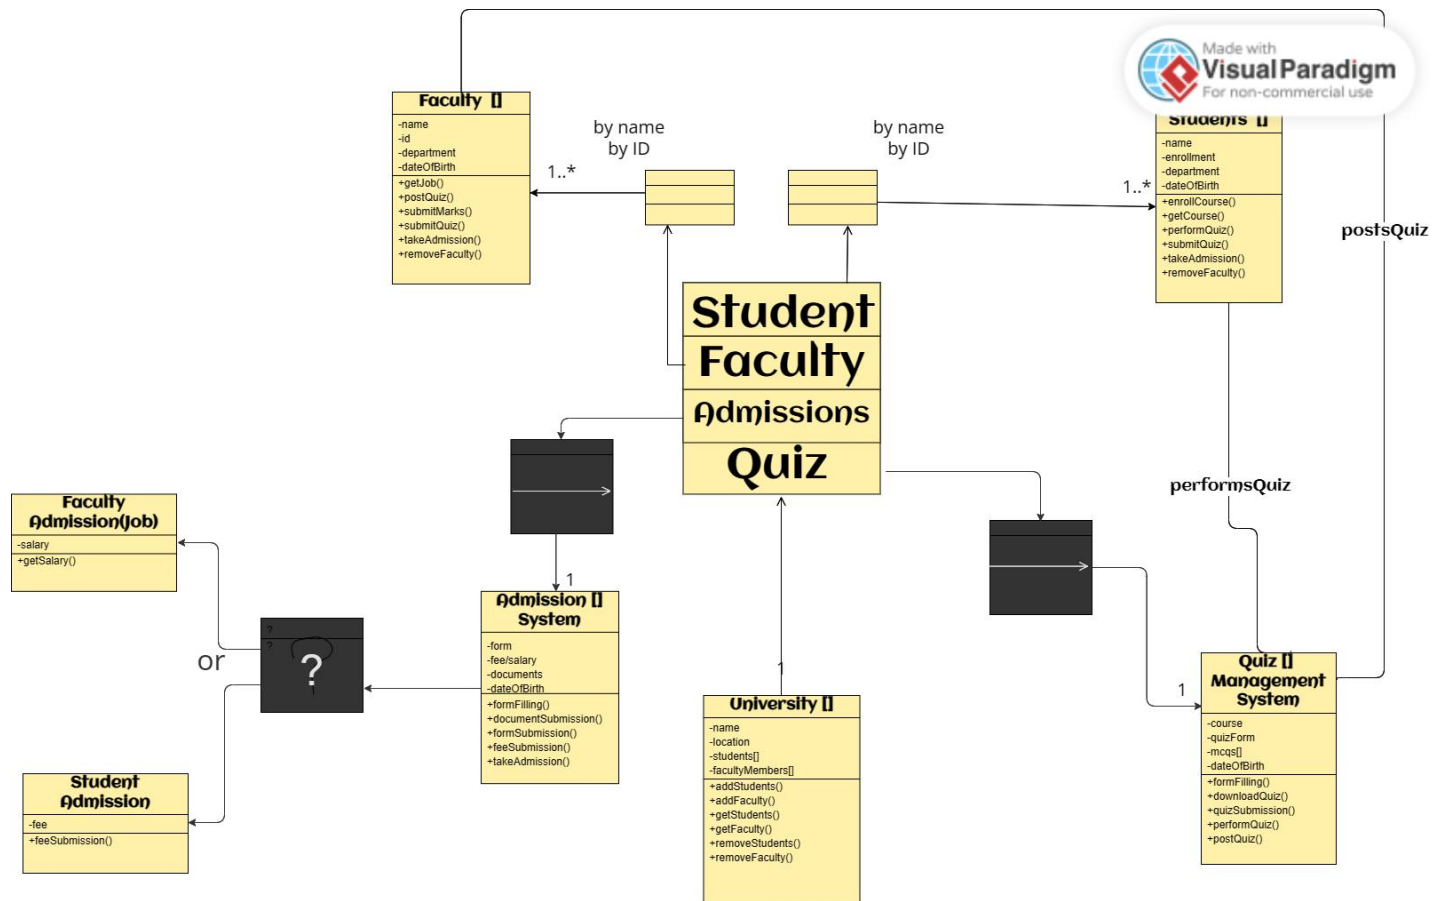 Made with
Visual Paradigm
For non-commercial use
Faculty []
-name
-id
-department
-dateOfBirth
+getJob()
+postQuiz()
+submitMarks()
+submitQuiz()
+takeAdmission()
+removeFaculty()
by name
by ID
1..*
by name
by ID
1..*
Students []
-name
-enrollment
-department
-dateOfBirth
+enrollCourse()
+getCourse()
+performQuiz()
+submitQuiz()
+takeAdmission()
+removeFaculty()
postsQuiz
Student
Faculty
Admissions
Quiz
performsQuiz
Faculty
Admission(Job)
-salary
+getSalary()
1
Admission []
System
-form
-fee/salary
-documents
-dateOfBirth
+formFilling()
+documentSubmission()
+formSubmission()
+feeSubmission()
+takeAdmission()
?
?
?
or
Student
Admission
-fee
+feeSubmission()
1
University []
-name
-location
-students[]
-facultyMembers[]
+addStudents()
+addFaculty()
+getStudents()
+getFaculty()
+removeStudents()
+removeFaculty()
1
Quiz []
Management
System
-course
-quizForm
-mcqs[]
-dateOfBirth
+formFilling()
+downloadQuiz()
+quizSubmission()
+performQuiz()
+postQuiz()